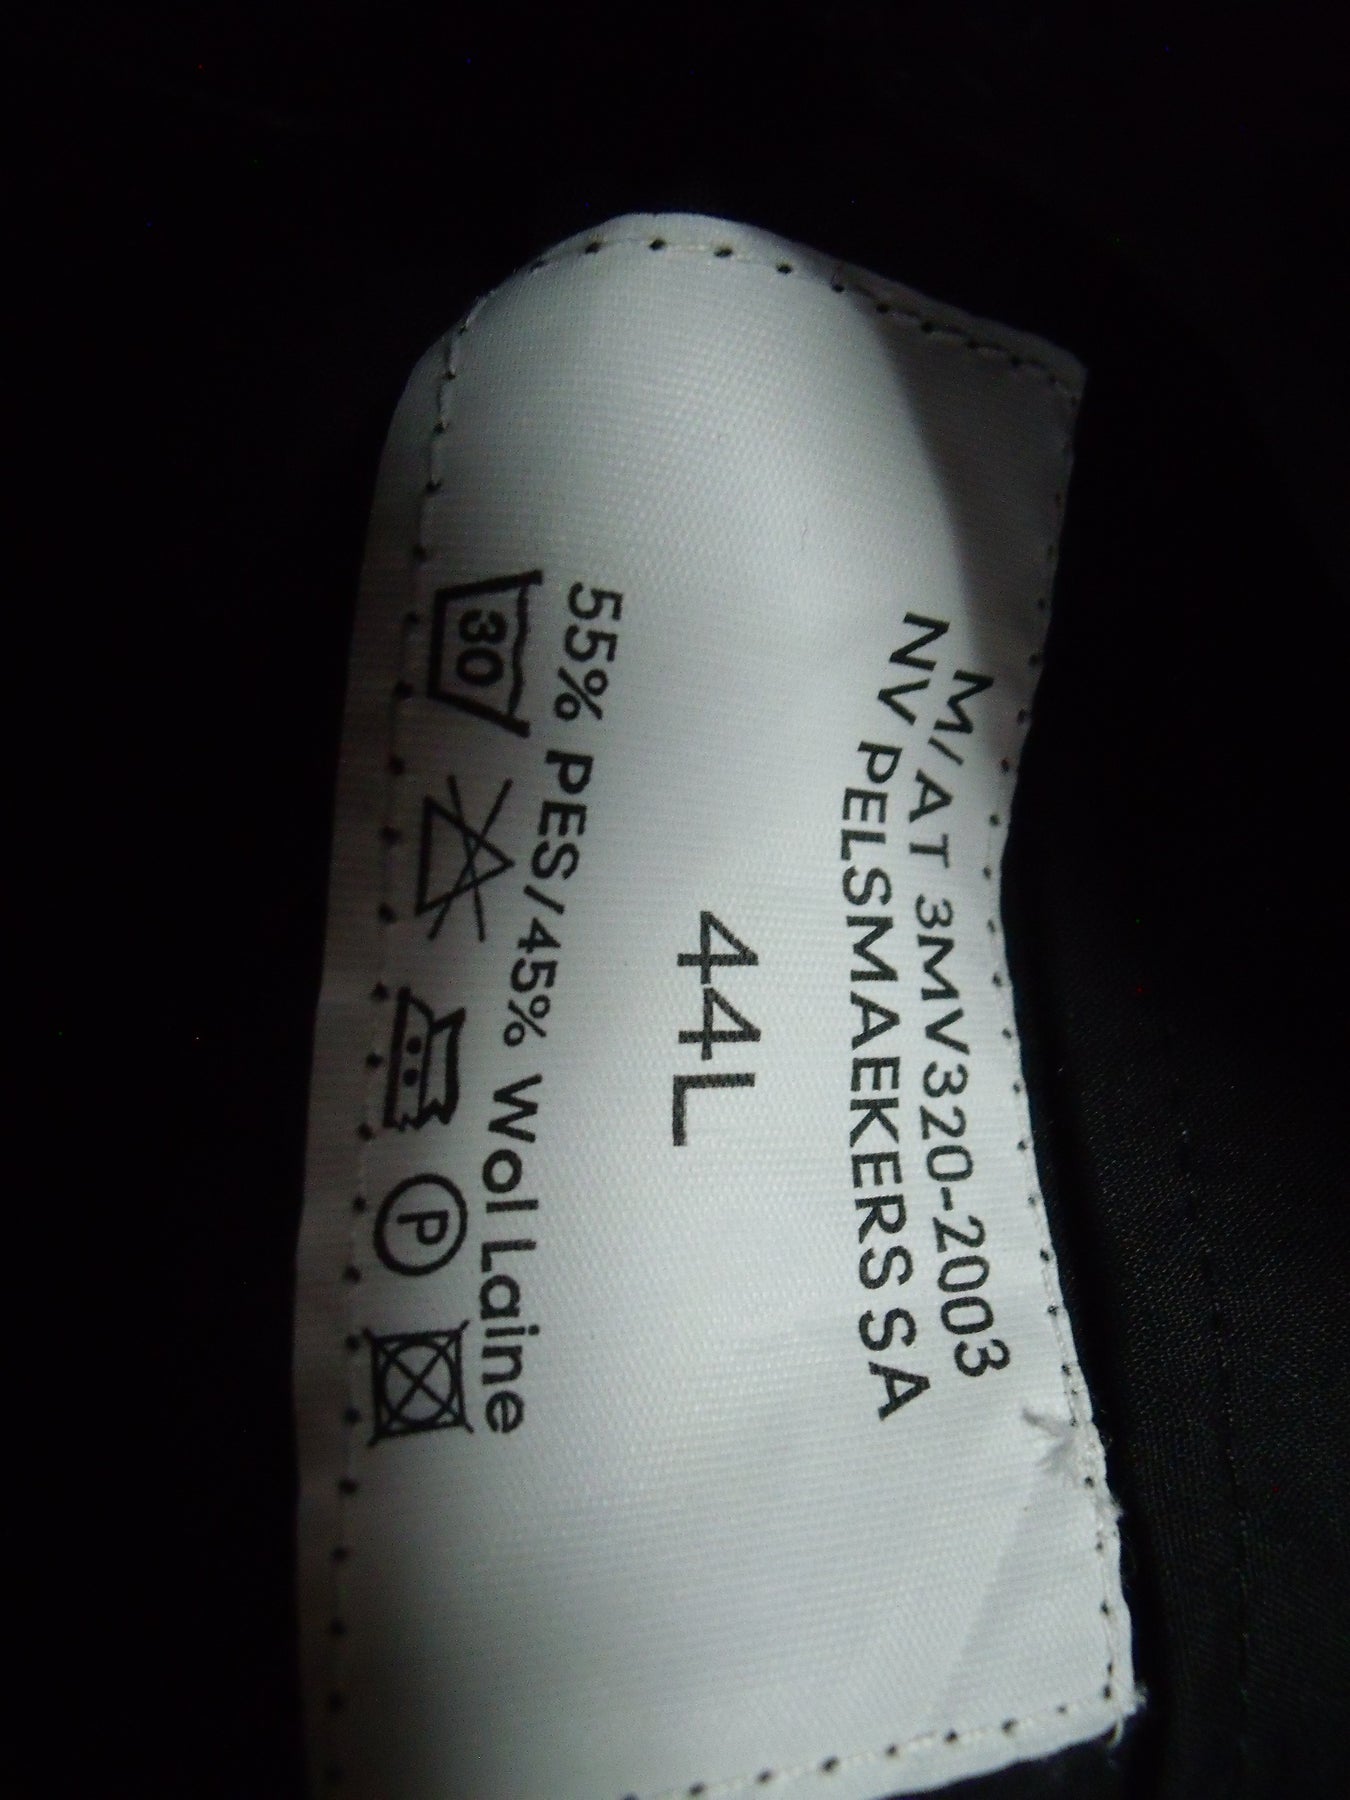 M/AT 3MV320-2003
NV PELSMAEKERS SA
44L
55% PES/45% Wol Laine
30 P